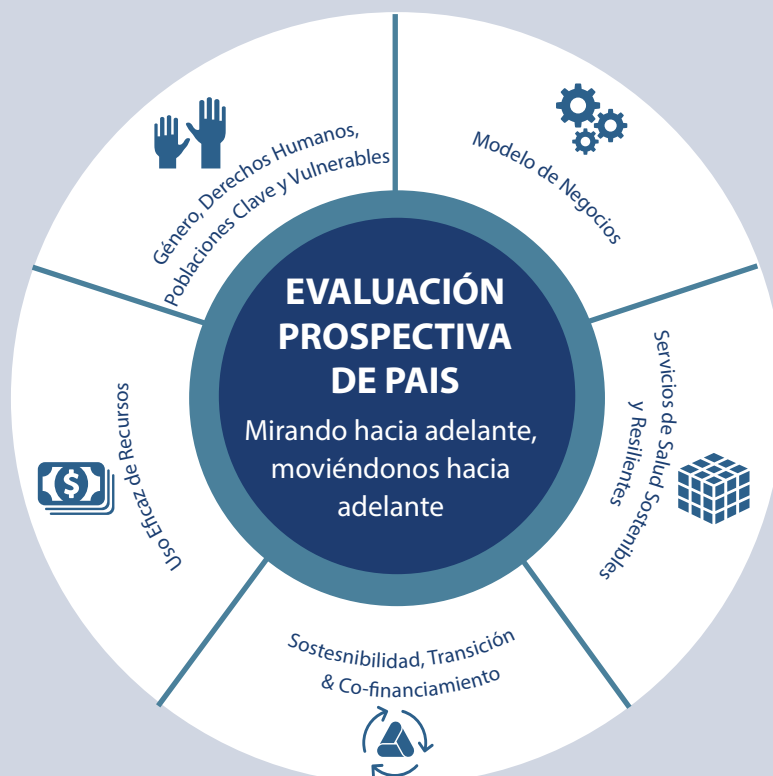 EVALUACIÓN
PROSPECTIVA
DE PAIS
Mirando hacia adelante,
moviéndonos hacia
adelante
Modelo de Negocios
Servicios de Salud Sostenibles
y Resilientes
Sostesnibilidad, Transición
& Co-financiamiento
Uso Eficaz de Recursos
Género, Derechos Humanos,
Poblaciones Clave y Vulnerables
$